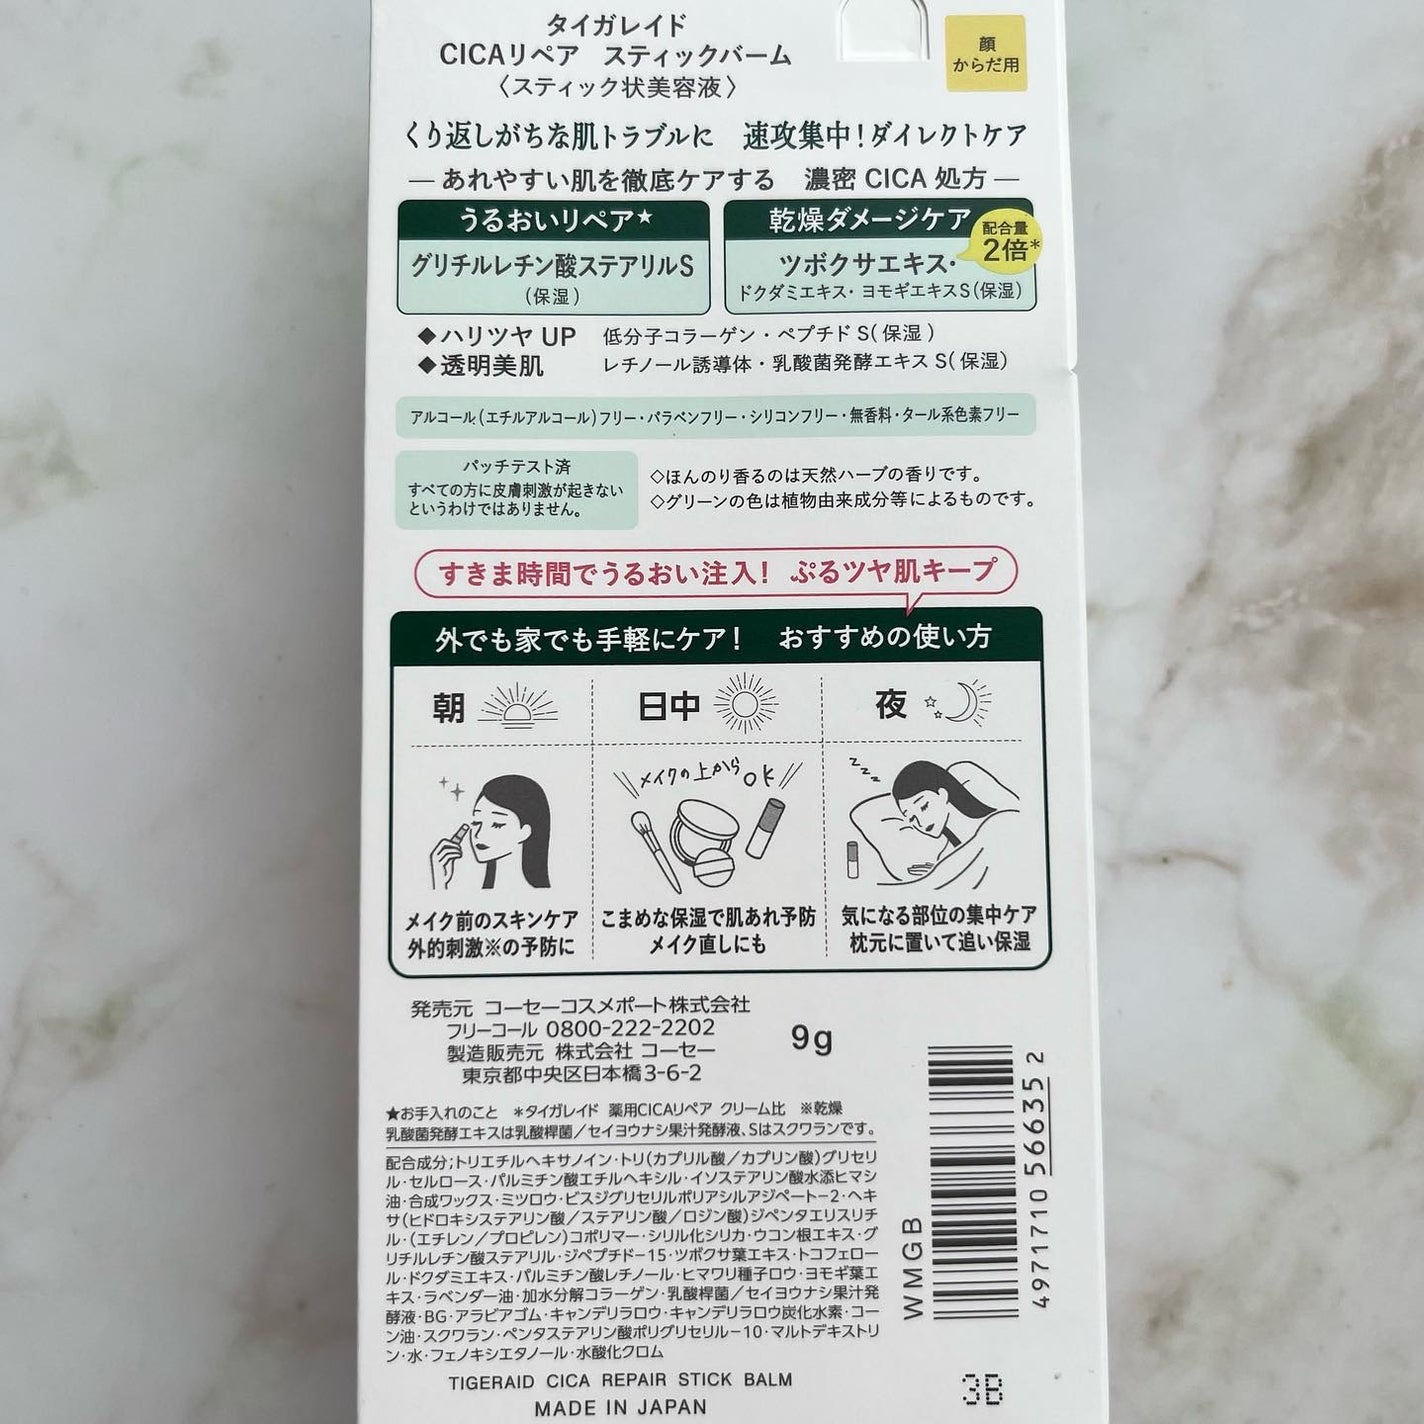 タイガレイド
CICAリペア スティックバーム
〈スティック状美容液〉
顔
からだ用
くり返しがちな肌トラブルに 速攻集中！ダイレクトケア
― あれやすい肌を徹底ケアする 濃密 CICA 処方 ―
うるおいリペア★
グリチルレチン酸ステアリルS
（保湿）
乾燥ダメージケア
配合量
2倍*
ツボクサエキス・
ドクダミエキス・ヨモギエキスS（保湿）
◆ハリツヤ UP 低分子コラーゲン・ペプチド S（保湿）
◆透明美肌 レチノール誘導体・乳酸菌発酵エキス S（保湿）
アルコール（エチルアルコール）フリー・パラベンフリー・シリコンフリー・無香料・タール系色素フリー
パッチテスト済
すべての方に皮膚刺激が起きない
というわけではありません。
◇ほんのり香るのは天然ハーブの香りです。
◇グリーンの色は植物由来成分等によるものです。
すきま時間でうるおい注入！ ぷるツヤ肌キープ
外でも家でも手軽にケア！ おすすめの使い方
朝
メイク前のスキンケア
外的刺激※の予防に
日中
メイクの上からOK
こまめな保湿で肌あれ予防
メイク直しにも
夜
zzz
気になる部位の集中ケア
枕元に置いて追い保湿
発売元 コーセーコスメポート株式会社
フリーコール 0800-222-2202
製造販売元 株式会社 コーセー
東京都中央区日本橋3-6-2
9g
★お手入れのこと ＊タイガレイド 薬用CICAリペア クリーム比 ※乾燥
乳酸菌発酵エキスは乳酸桿菌／セイヨウナシ果汁発酵液、Sはスクワランです。
配合成分；トリエチルヘキサノイン・トリ（カプリル酸／カプリン酸）グリセリ
ル・セルロース・パルミチン酸エチルヘキシル・イソステアリン酸水添ヒマシ
油・合成ワックス・ミツロウ・ビスジグリセリルポリアシルアジペート-2・ヘキ
サ（ヒドロキシステアリン酸／ステアリン酸／ロジン酸）ジペンタエリスリチ
ル・（エチレン／プロピレン）コポリマー・シリル化シリカ・ウコン根エキス・グ
リチルレチン酸ステアリル・ジペプチド-15・ツボクサ葉エキス・トコフェロー
ル・ドクダミエキス・パルミチン酸レチノール・ヒマワリ種子ロウ・ヨモギ葉エ
キス・ラベンダー油・加水分解コラーゲン・乳酸桿菌／セイヨウナシ果汁発
酵液・BG・アラビアゴム・キャンデリラロウ・キャンデリラロウ炭化水素・コー
ン油・スクワラン・ペンタステアリン酸ポリグリセリル-10・マルトデキストリ
ン・水・フェノキシエタノール・水酸化クロム
WMGB
4971710 566352
TIGERAID CICA REPAIR STICK BALM
MADE IN JAPAN
3B